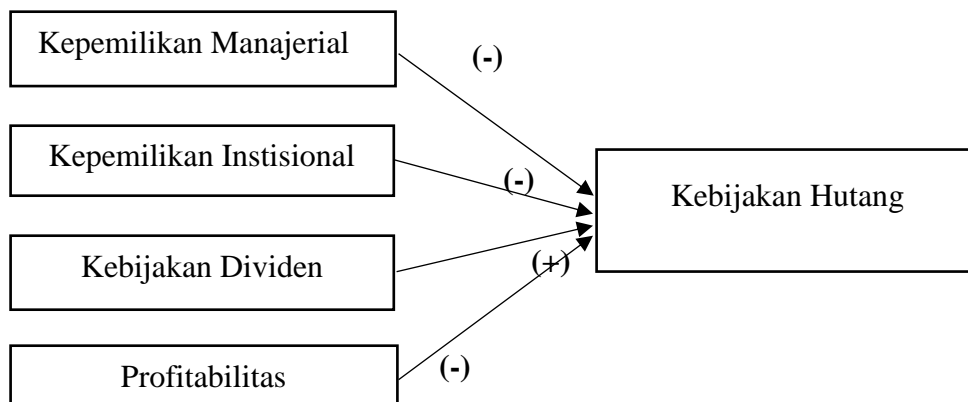 Kepemilikan Manajerial
(-)
Kepemilikan Instisional
(-)
Kebijakan Hutang
Kebijakan Dividen
(+)
Profitabilitas
(-)